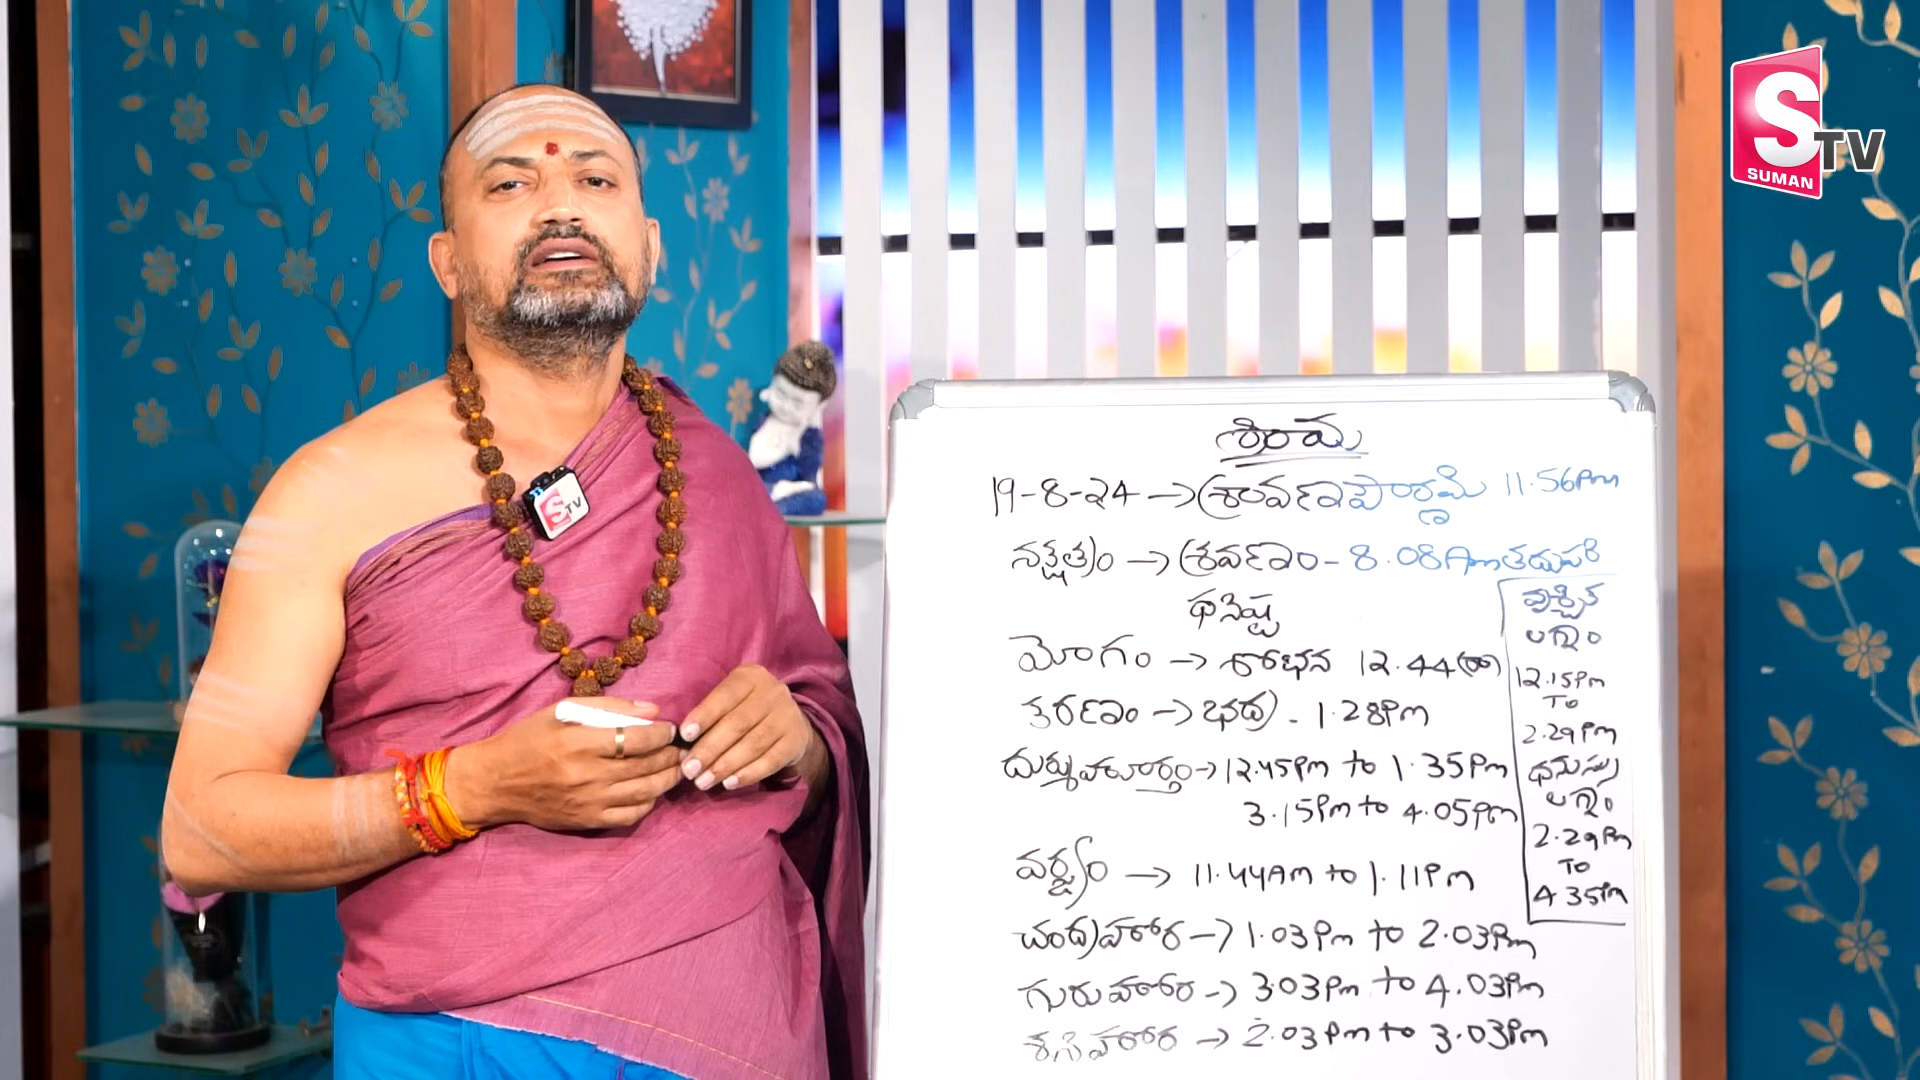 S
TV
SUMAN
S TV
శ్రీరామ
19-8-24 → శ్రావణ పౌర్ణమి 11.56Pm
నక్షత్రం → శ్రవణం - 8.08Am తదుపరి
ధనిష్ఠ
యోగం → శోభన 12.44(రా)
కరణం → భద్ర - 1.28Pm
దుర్ముహూర్తం → 12.45Pm to 1.35Pm
3.15Pm to 4.05Pm
వర్జ్యం → 11.44Am to 1.11Pm
చంద్రహోర → 1.03Pm to 2.03Pm
గురుహోర → 3.03Pm to 4.03Pm
శనిహోర → 2.03Pm to 3.03Pm
వృశ్చిక
లగ్నం
12.15Pm
To
2.29Pm
ధనుస్సు
లగ్నం
2.29Pm
To
4.35Pm